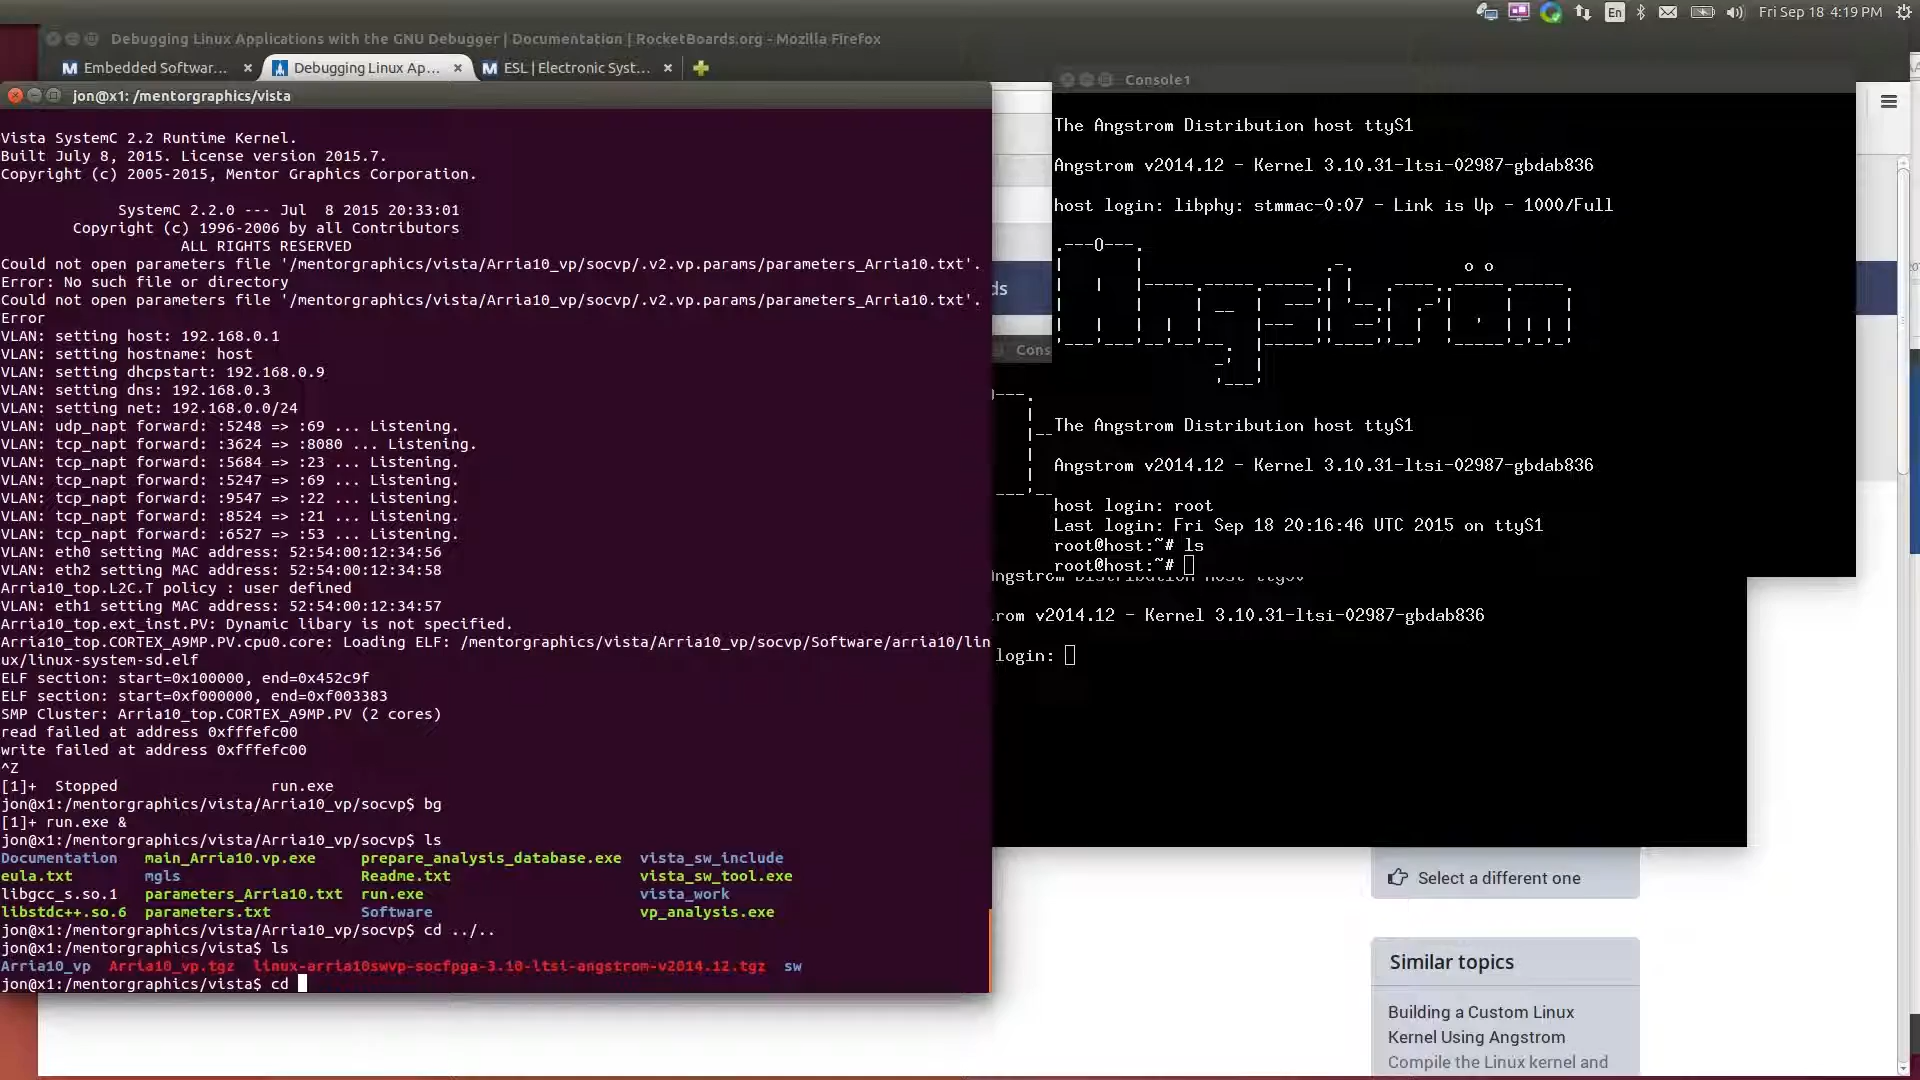 En
Fri Sep 18 4:19 PM
Debugging Linux Applications with the GNU Debugger | Documentation | RocketBoards.org - Mozilla Firefox
Embedded Softwar...
Debugging Linux Ap...
ESL | Electronic Syst...
jon@x1: /mentorgraphics/vista
Vista SystemC 2.2 Runtime Kernel.
Built July 8, 2015. License version 2015.7.
Copyright (c) 2005-2015, Mentor Graphics Corporation.
SystemC 2.2.0 --- Jul  8 2015 20:33:01
Copyright (c) 1996-2006 by all Contributors
ALL RIGHTS RESERVED
Could not open parameters file '/mentorgraphics/vista/Arria10_vp/socvp/.v2.vp.params/parameters_Arria10.txt'.
Error: No such file or directory
Could not open parameters file '/mentorgraphics/vista/Arria10_vp/socvp/.v2.vp.params/parameters_Arria10.txt'.
Error
VLAN: setting host: 192.168.0.1
VLAN: setting hostname: host
VLAN: setting dhcpstart: 192.168.0.9
VLAN: setting dns: 192.168.0.3
VLAN: setting net: 192.168.0.0/24
VLAN: udp_napt forward: :5248 => :69 ... Listening.
VLAN: tcp_napt forward: :3624 => :8080 ... Listening.
VLAN: tcp_napt forward: :5684 => :23 ... Listening.
VLAN: tcp_napt forward: :5247 => :69 ... Listening.
VLAN: tcp_napt forward: :9547 => :22 ... Listening.
VLAN: tcp_napt forward: :8524 => :21 ... Listening.
VLAN: tcp_napt forward: :6527 => :53 ... Listening.
VLAN: eth0 setting MAC address: 52:54:00:12:34:56
VLAN: eth2 setting MAC address: 52:54:00:12:34:58
Arria10_top.L2C.T policy : user defined
VLAN: eth1 setting MAC address: 52:54:00:12:34:57
Arria10_top.ext_inst.PV: Dynamic libary is not specified.
Arria10_top.CORTEX_A9MP.PV.cpu0.core: Loading ELF: /mentorgraphics/vista/Arria10_vp/socvp/Software/arria10/lin
ux/linux-system-sd.elf
ELF section: start=0x100000, end=0x452c9f
ELF section: start=0xf000000, end=0xf003383
SMP Cluster: Arria10_top.CORTEX_A9MP.PV (2 cores)
read failed at address 0xfffefc00
write failed at address 0xfffefc00
^Z
[1]+  Stopped                 run.exe
jon@x1:/mentorgraphics/vista/Arria10_vp/socvp$ bg
[1]+ run.exe &
jon@x1:/mentorgraphics/vista/Arria10_vp/socvp$ ls
Documentation   main_Arria10.vp.exe     prepare_analysis_database.exe  vista_sw_include
eula.txt        mgls                    Readme.txt                     vista_sw_tool.exe
libgcc_s.so.1   parameters_Arria10.txt  run.exe                        vista_work
libstdc++.so.6  parameters.txt          Software                       vp_analysis.exe
jon@x1:/mentorgraphics/vista/Arria10_vp/socvp$ cd ../..
jon@x1:/mentorgraphics/vista$ ls
Arria10_vp  Arria10_vp.tgz  linux-arria10swvp-socfpga-3.10-ltsi-angstrom-v2014.12.tgz  sw
jon@x1:/mentorgraphics/vista$ cd
Console1
The Angstrom Distribution host ttyS1
Angstrom v2014.12 - Kernel 3.10.31-ltsi-02987-gbdab836
host login: libphy: stmmac-0:07 - Link is Up - 1000/Full
The Angstrom Distribution host ttyS1
Angstrom v2014.12 - Kernel 3.10.31-ltsi-02987-gbdab836
host login: root
Last login: Fri Sep 18 20:16:46 UTC 2015 on ttyS1
root@host:~# ls
root@host:~#
ds
Cons
rom v2014.12 - Kernel 3.10.31-ltsi-02987-gbdab836
login:
Select a different one
Similar topics
Building a Custom Linux
Kernel Using Angstrom
Compile the Linux kernel and